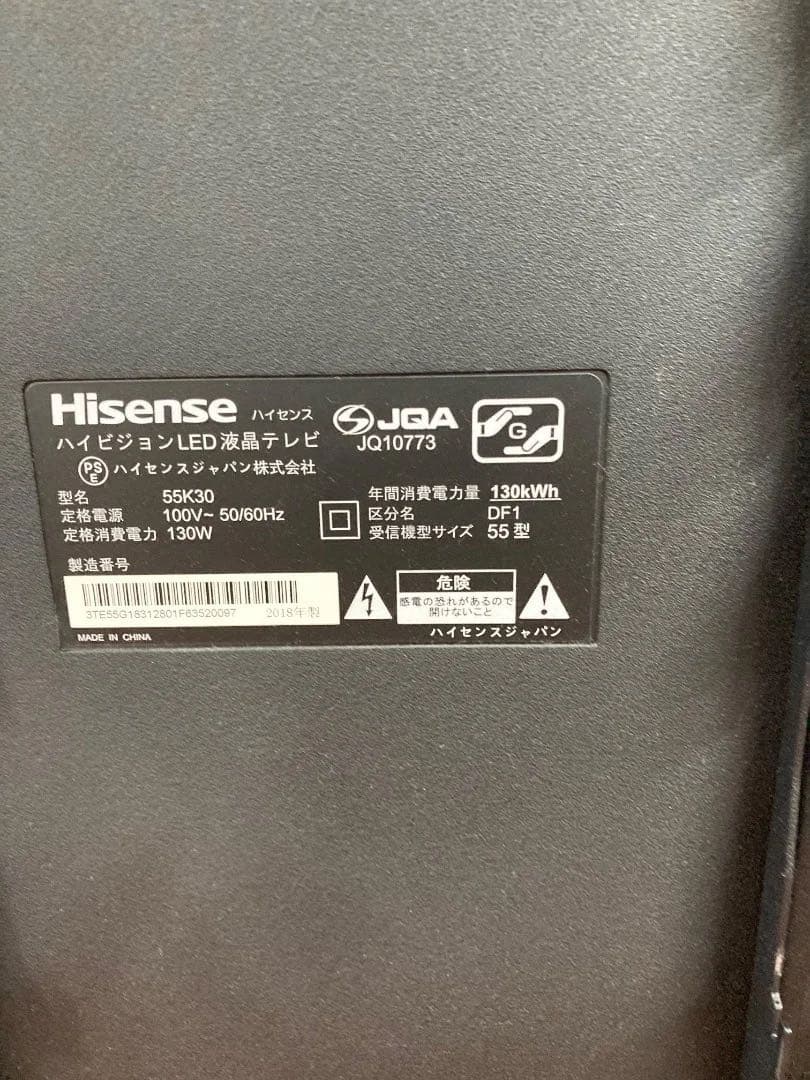 Hisense ハイセンス
JQA
JQ10773
G
ハイビジョンLED液晶テレビ
PSE ハイセンスジャパン株式会社
型名 55K30
定格電源 100V~ 50/60Hz
定格消費電力 130W
年間消費電力量 130kWh
区分名 DF1
受信機型サイズ 55型
製造番号
3TE55G18312801F63520097 2018年製
MADE IN CHINA
危険
感電の恐れがあるので
開けないこと
ハイセンスジャパン